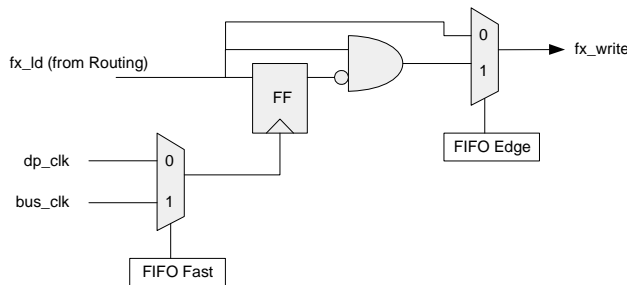 0
fx_ld (from Routing)
fx_write
1
FF
FIFO Edge
dp_clk
0
bus_clk
1
FIFO Fast